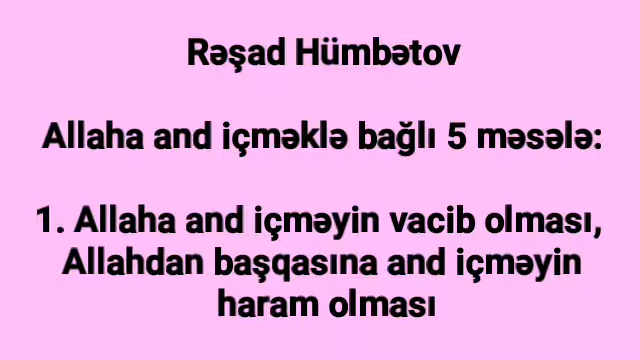 Rəşad Hümbətov
Allaha and içməklə bağlı 5 məsələ:
1. Allaha and içməyin vacib olması,
Allahdan başqasına and içməyin
haram olması